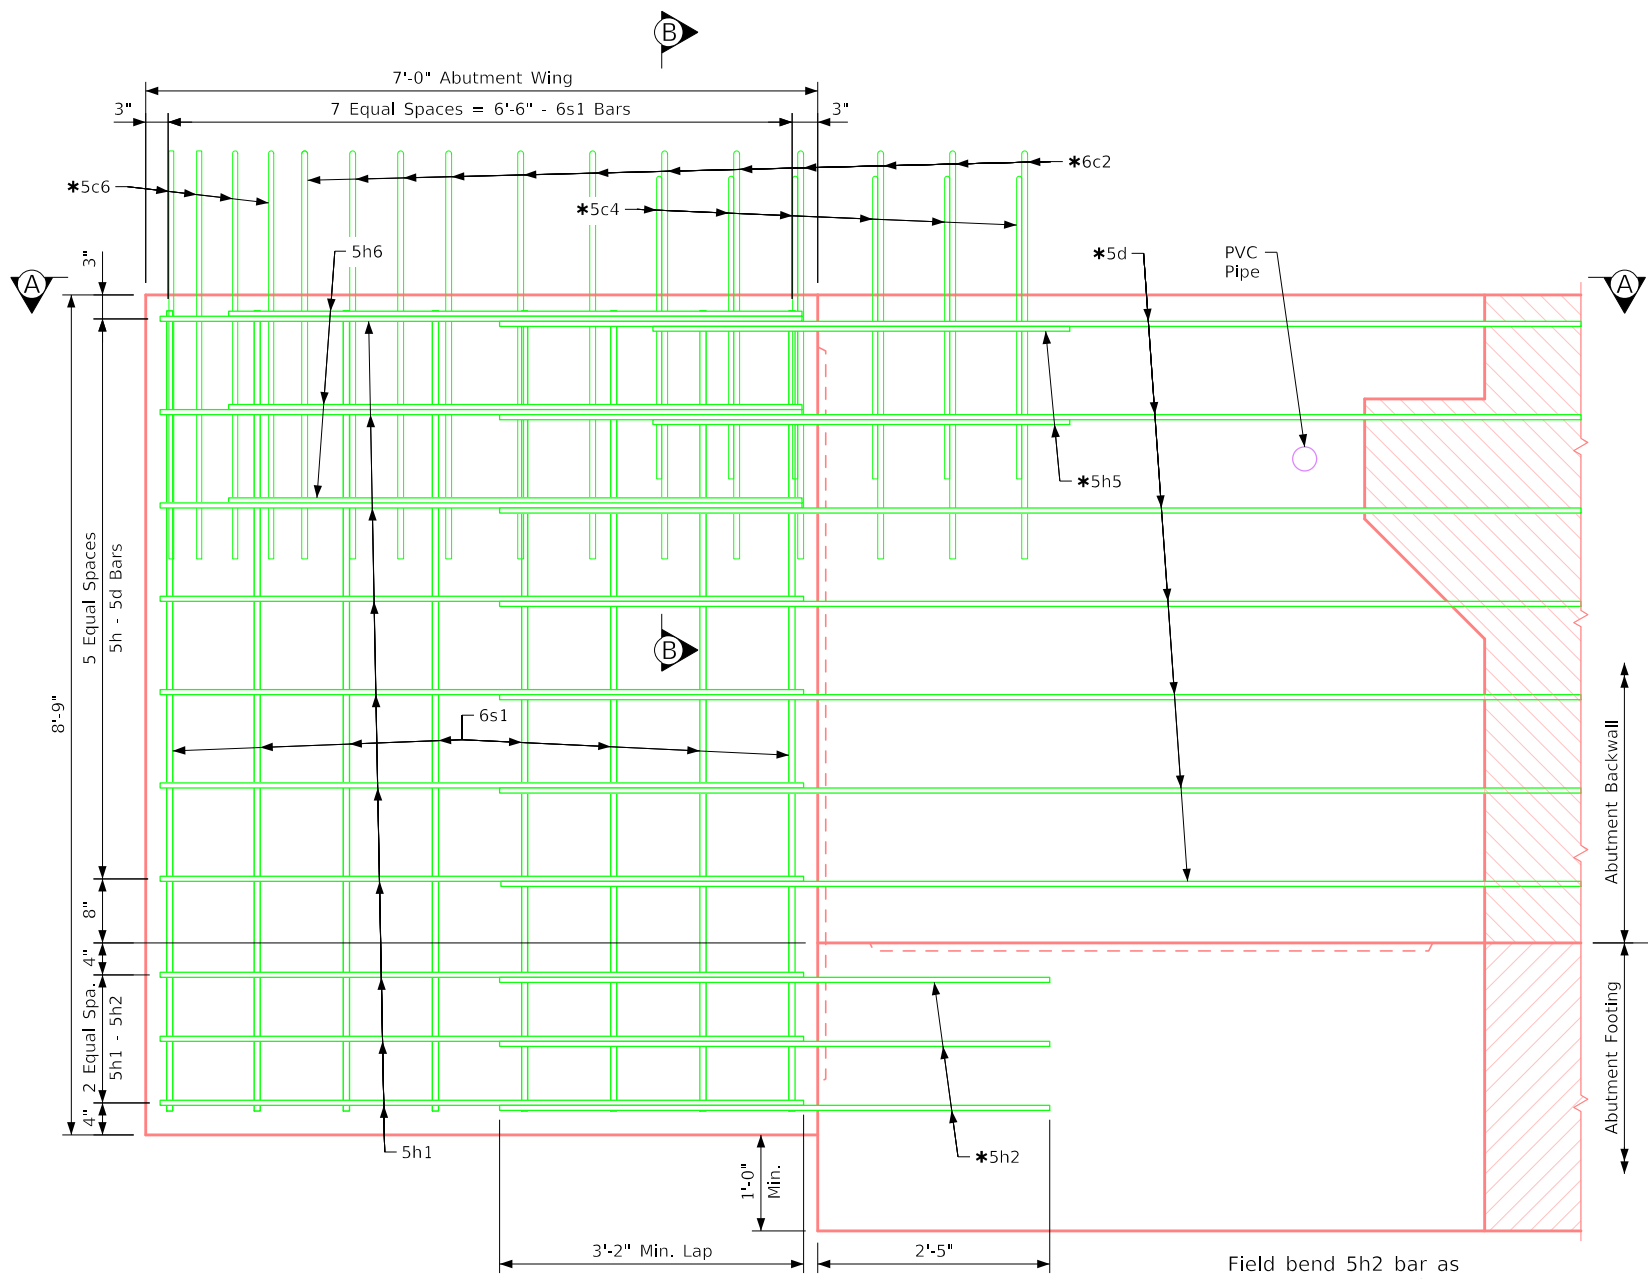 B
7'-0" Abutment Wing
3"
7 Equal Spaces = 6'-6" - 6s1 Bars
3"
✱6c2
✱5c6
✱5c4
5h6
✱5d
PVC
Pipe
3"
A
A
✱5h5
5 Equal Spaces
5h - 5d Bars
8'-9"
B
6s1
Abutment Backwall
8"
4"
2 Equal Spa.
5h1 - 5h2
4"
Abutment Footing
5h1
✱5h2
1'-0"
Min.
3'-2" Min. Lap
2'-5"
Field bend 5h2 bar as